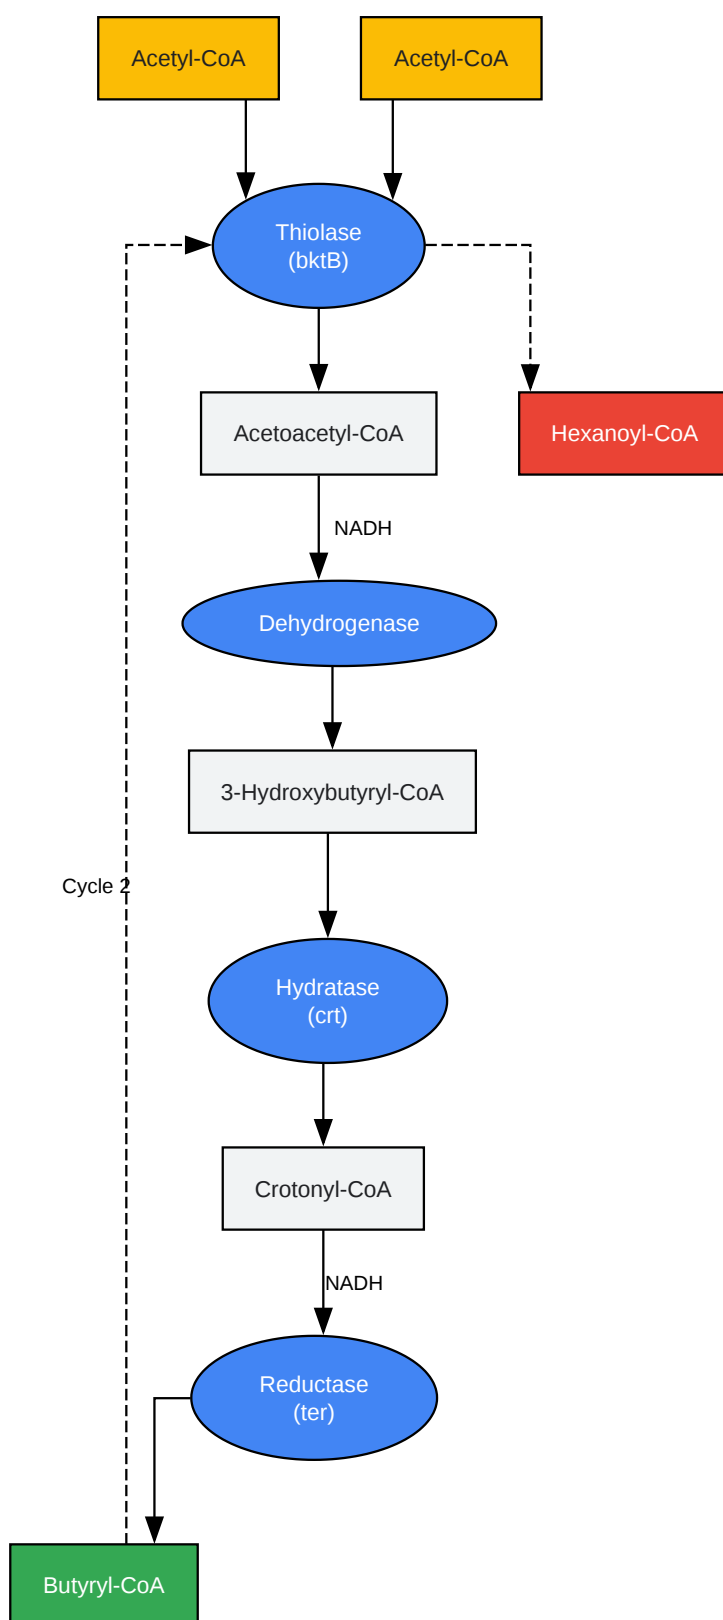 Acetyl-CoA
Acetyl-CoA
Thiolase
(bktB)
Acetoacetyl-CoA
Hexanoyl-CoA
NADH
Dehydrogenase
3-Hydroxybutyryl-CoA
Cycle 2
Hydratase
(crt)
Crotonyl-CoA
NADH
Reductase
(ter)
Butyryl-CoA